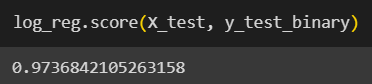 log_reg.score(X_test, y_test_binary)
0.9736842105263158